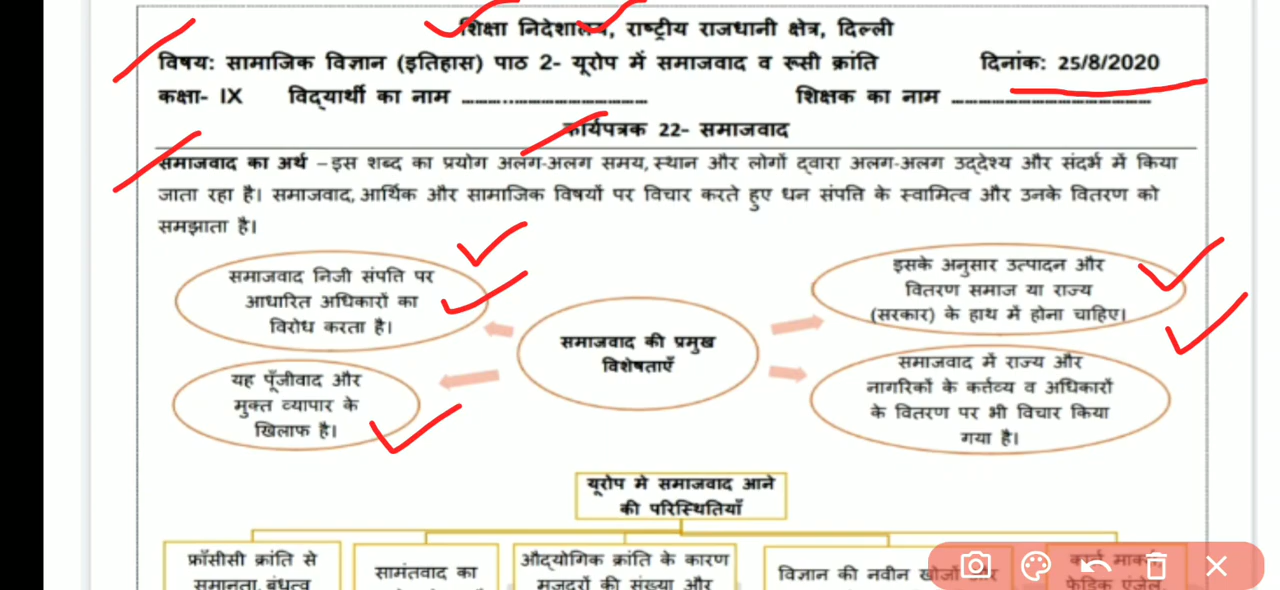 शिक्षा निदेशालय, राष्ट्रीय राजधानी क्षेत्र, दिल्ली
विषय: सामाजिक विज्ञान (इतिहास) पाठ 2- यूरोप में समाजवाद व रूसी क्रांति दिनांक: 25/8/2020
कक्षा- IX विद्यार्थी का नाम ............................... शिक्षक का नाम ...............................
कार्यपत्रक 22- समाजवाद
समाजवाद का अर्थ – इस शब्द का प्रयोग अलग-अलग समय, स्थान और लोगों द्वारा अलग-अलग उद्देश्य और संदर्भ में किया
जाता रहा है। समाजवाद, आर्थिक और सामाजिक विषयों पर विचार करते हुए धन संपति के स्वामित्व और उनके वितरण को
समझाता है।
समाजवाद निजी संपति पर
आधारित अधिकारों का
विरोध करता है।
इसके अनुसार उत्पादन और
वितरण समाज या राज्य
(सरकार) के हाथ में होना चाहिए।
समाजवाद की प्रमुख
विशेषताएँ
यह पूँजीवाद और
मुक्त व्यापार के
खिलाफ है।
समाजवाद में राज्य और
नागरिकों के कर्तव्य व अधिकारों
के वितरण पर भी विचार किया
गया है।
यूरोप मे समाजवाद आने
की परिस्थितियाँ
फ्राँसीसी क्रांति से
समानता, बंधुत्व
सामंतवाद का
औद्योगिक क्रांति के कारण
मजदूरों की संख्या और
विज्ञान की नवीन खोजों और
कार्ल मार्क्स,